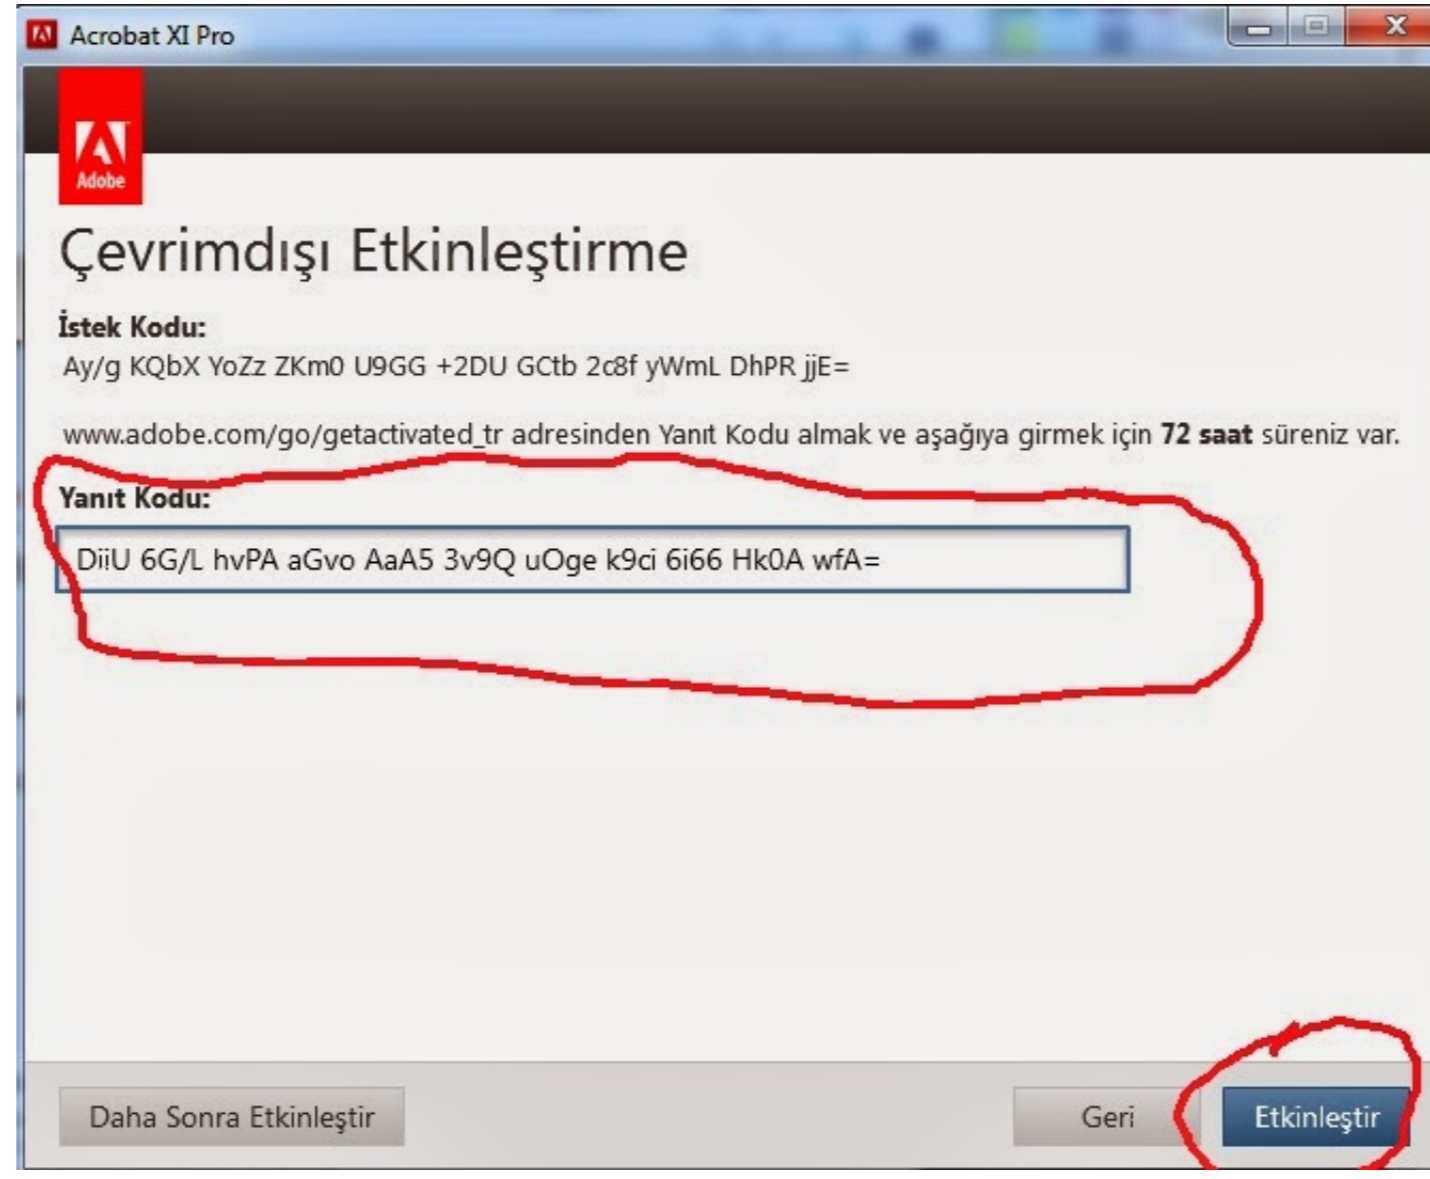 Acrobat XI Pro
Adobe
Çevrimdışı Etkinleştirme
İstek Kodu:
Ay/g KQbX YoZz ZKm0 U9GG +2DU GCtb 2c8f yWmL DhPR jjE=
www.adobe.com/go/getactivated_tr adresinden Yanıt Kodu almak ve aşağıya girmek için 72 saat süreniz var.
Yanıt Kodu:
DiiU 6G/L hvPA aGvo AaA5 3v9Q uOge k9ci 6i66 Hk0A wfA=
Daha Sonra Etkinleştir
Geri
Etkinleştir